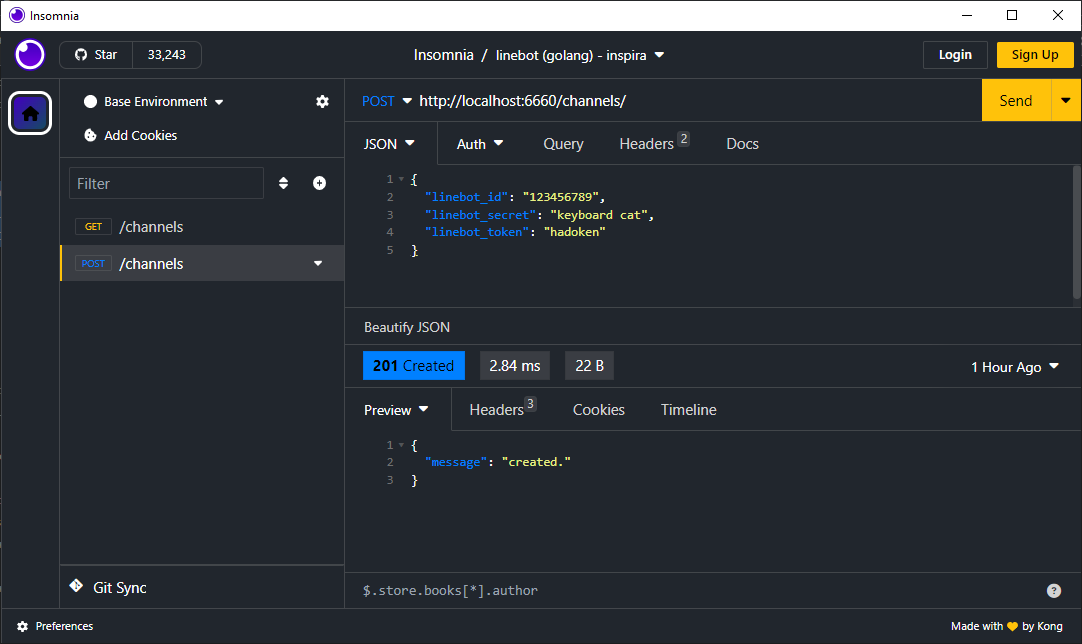 Insomnia
Star 33,243
Insomnia / linebot (golang) - inspira
Login
Sign Up
Base Environment
Add Cookies
Filter
GET /channels
POST /channels
Git Sync
POST http://localhost:6660/channels/
Send
JSON Auth Query Headers 2 Docs
1 {
2 "linebot_id": "123456789",
3 "linebot_secret": "keyboard cat",
4 "linebot_token": "hadoken"
5 }
Beautify JSON
201 Created 2.84 ms 22 B 1 Hour Ago
Preview Headers 3 Cookies Timeline
1 {
2 "message": "created."
3 }
$.store.books[*].author ?
Preferences
Made with by Kong